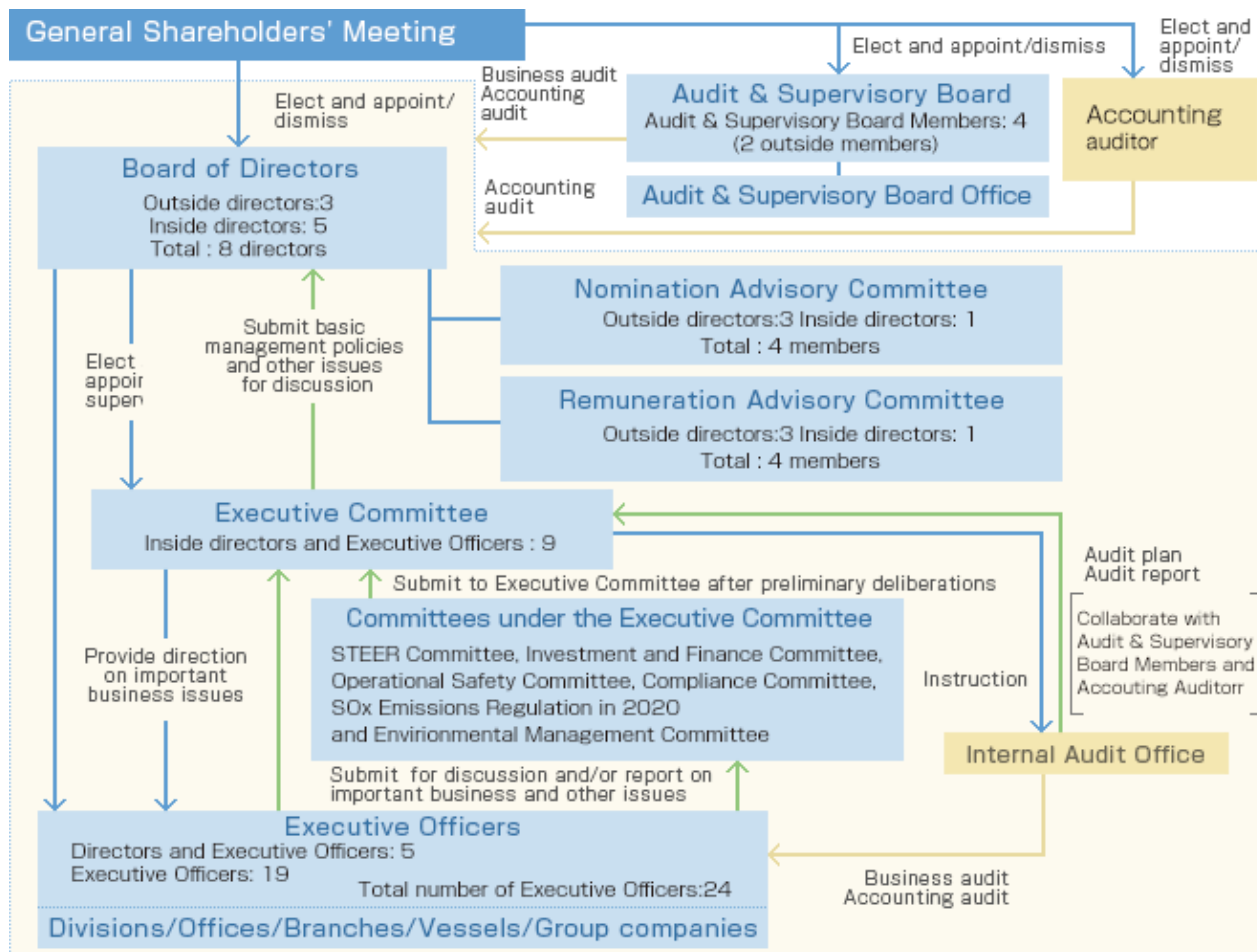 General Shareholders' Meeting
Elect and appoint/dismiss
Elect and
appoint/
dismiss
Business audit
Accounting
audit
Elect and appoint/
dismiss
Audit & Supervisory Board
Audit & Supervisory Board Members: 4
(2 outside members)
Accounting
auditor
Board of Directors
Outside directors:3
Inside directors: 5
Total : 8 directors
Accounting
audit
Audit & Supervisory Board Office
Nomination Advisory Committee
Outside directors:3 Inside directors: 1
Total : 4 members
Submit basic
management policies
and other issues
for discussion
Elect
Remuneration Advisory Committee
Outside directors:3 Inside directors: 1
Total : 4 members
Executive Committee
Inside directors and Executive Officers : 9
Submit to Executive Committee after preliminary deliberations
Audit plan
Audit report
Committees under the Executive Committee
STEER Committee, Investment and Finance Committee,
Operational Safety Committee, Compliance Committee,
SOx Emissions Regulation in 2020
and Envirionmental Management Committee
Collaborate with
Audit & Supervisory
Board Members and
Accouting Auditorr
Provide direction
on important
business issues
Instruction
Internal Audit Office
Submit for discussion and/or report on
important business and other issues
Executive Officers
Directors and Executive Officers: 5
Executive Officers: 19
Total number of Executive Officers:24
Business audit
Accounting audit
Divisions/Offices/Branches/Vessels/Group companies